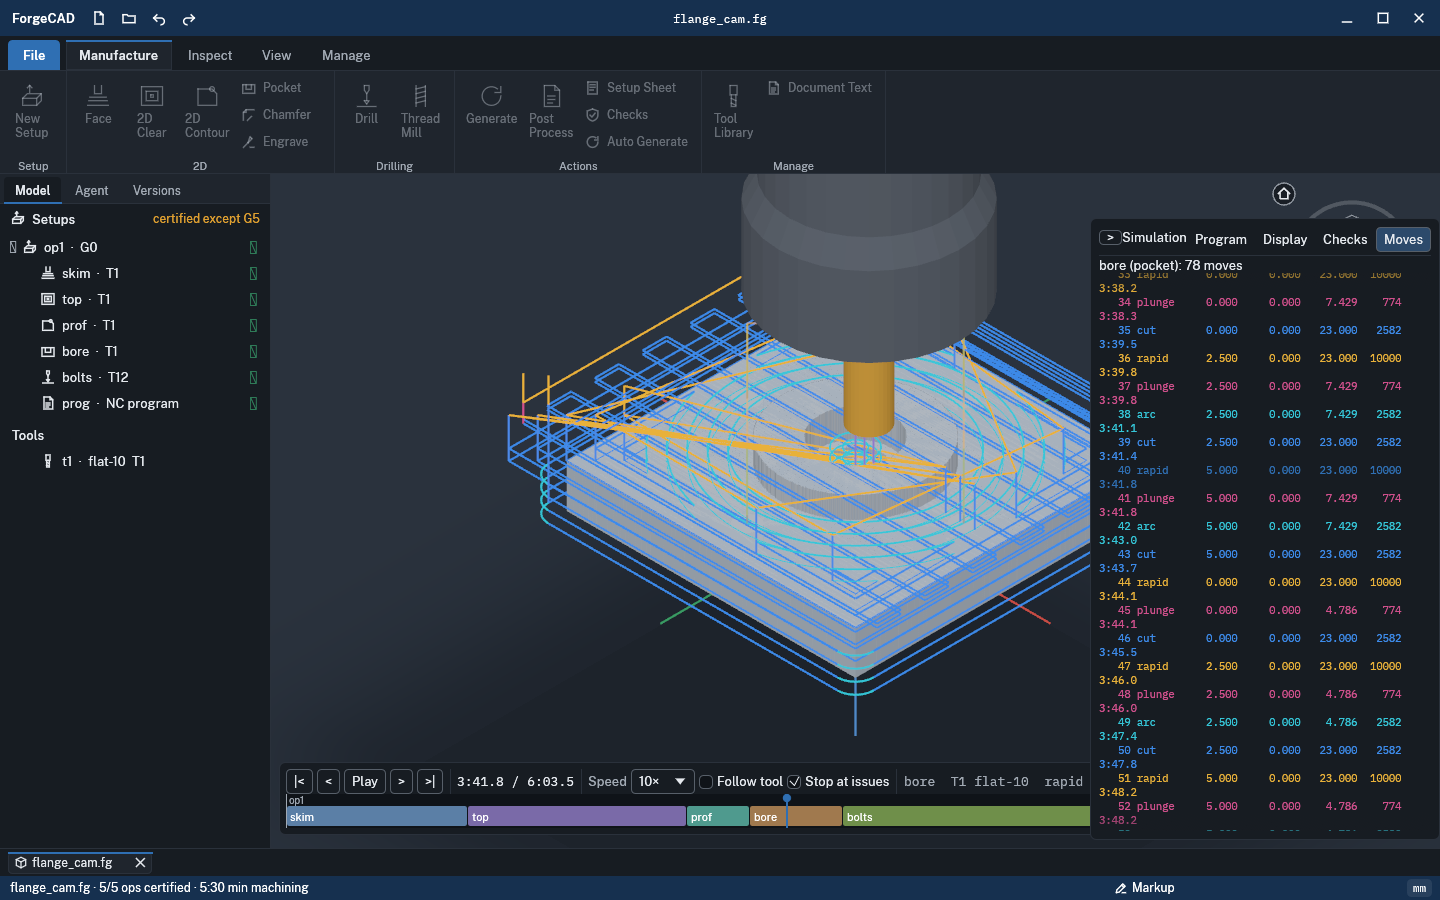 ForgeCAD
flange_cam.fg
File
Manufacture
Inspect
View
Manage
New Setup
Face
2D Clear
2D Contour
Pocket
Chamfer
Engrave
Drill
Thread Mill
Generate
Post Process
Setup Sheet
Checks
Auto Generate
Tool Library
Document Text
Setup
2D
Drilling
Actions
Manage
Model
Agent
Versions
Setups
certified except G5
op1 · G0
skim · T1
top · T1
prof · T1
bore · T1
bolts · T12
prog · NC program
Tools
t1 · flat-10 T1
> Simulation
Program
Display
Checks
Moves
bore (pocket): 78 moves
33 rapid 0.000 0.000 23.000 10000
3:38.2
34 plunge 0.000 0.000 7.429 774
3:38.3
35 cut 0.000 0.000 23.000 2582
3:39.5
36 rapid 2.500 0.000 23.000 10000
3:39.8
37 plunge 2.500 0.000 7.429 774
3:39.8
38 arc 2.500 0.000 7.429 2582
3:41.1
39 cut 2.500 0.000 23.000 2582
3:41.4
40 rapid 5.000 0.000 23.000 10000
3:41.8
41 plunge 5.000 0.000 7.429 774
3:41.8
42 arc 5.000 0.000 7.429 2582
3:43.0
43 cut 5.000 0.000 23.000 2582
3:43.7
44 rapid 0.000 0.000 23.000 10000
3:44.1
45 plunge 0.000 0.000 4.786 774
3:44.1
46 cut 0.000 0.000 23.000 2582
3:45.5
47 rapid 2.500 0.000 23.000 10000
3:46.0
48 plunge 2.500 0.000 4.786 774
3:46.0
49 arc 2.500 0.000 4.786 2582
3:47.4
50 cut 2.500 0.000 23.000 2582
3:47.8
51 rapid 5.000 0.000 23.000 10000
3:48.2
52 plunge 5.000 0.000 4.786 774
3:48.2
|< < Play > >| 3:41.8 / 6:03.5 Speed 10× Follow tool Stop at issues bore T1 flat-10 rapid
op1
skim
top
prof
bore
bolts
flange_cam.fg
flange_cam.fg · 5/5 ops certified · 5:30 min machining
Markup
mm